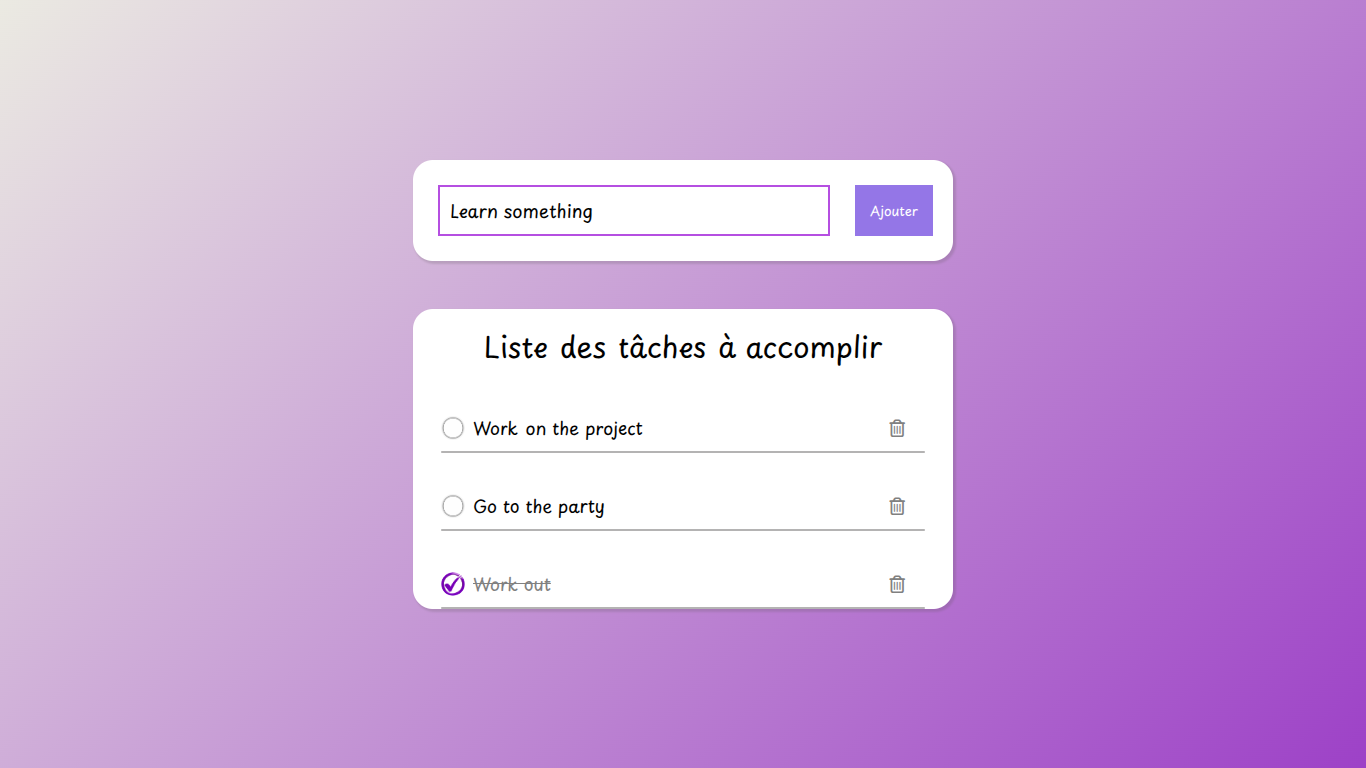 Learn something
Ajouter
Liste des tâches à accomplir
Work on the project
Go to the party
Work out